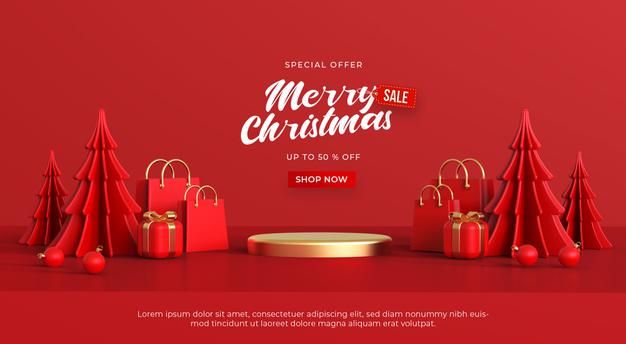 SPECIAL OFFER
Merry
SALE
Christmas
UP TO 50 % OFF
SHOP NOW
Lorem ipsum dolor sit amet, consectetuer adipiscing elit, sed diam nonummy nibh euis-
mod tincidunt ut laoreet dolore magna aliquam erat volutpat.